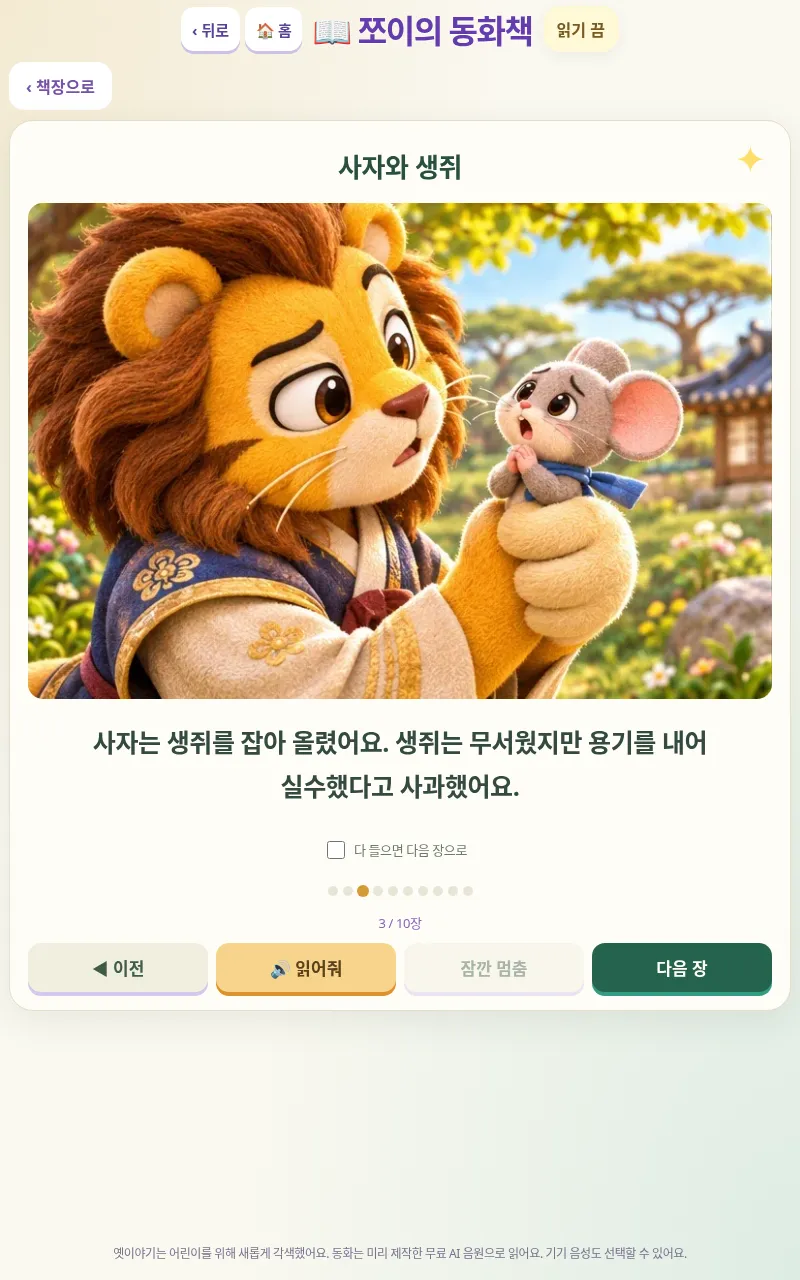 ‹ 뒤로 🏠 홈 📖 쪼이의 동화책 읽기 끝
‹ 책장으로
사자와 생쥐
사자는 생쥐를 잡아 올렸어요. 생쥐는 무서웠지만 용기를 내어
실수했다고 사과했어요.
다 들으면 다음 장으로
3 / 10장
◀ 이전 🔊 읽어줘 잠깐 멈춤 다음 장
옛이야기는 어린이를 위해 새롭게 각색했어요. 동화는 미리 제작한 무료 AI 음원으로 읽어요. 기기 음성도 선택할 수 있어요.